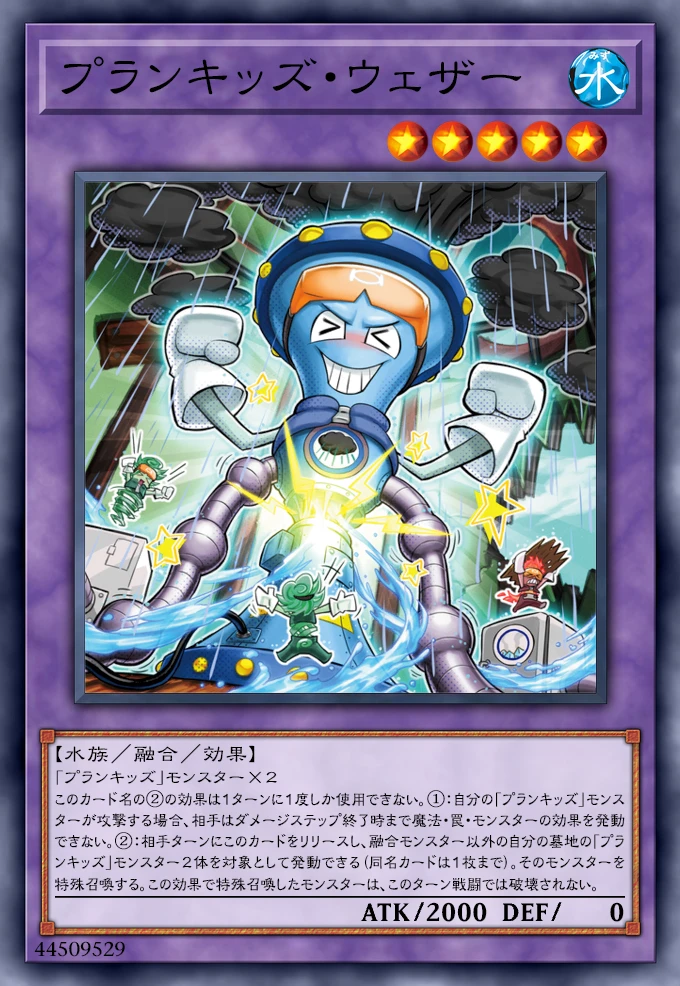 プランキッズ・ウェザー
みず
水
【水族／融合／効果】
「プランキッズ」モンスター×2
このカード名の②の効果は1ターンに1度しか使用できない。①：自分の「プランキッズ」モンス
ターが攻撃する場合、相手はダメージステップ終了時まで魔法・罠・モンスターの効果を発動
できない。②：相手ターンにこのカードをリリースし、融合モンスター以外の自分の墓地の「プラ
ンキッズ」モンスター２体を対象として発動できる（同名カードは１枚まで）。そのモンスターを
特殊召喚する。この効果で特殊召喚したモンスターは、このターン戦闘では破壊されない。
ATK/2000 DEF/ 0
44509529